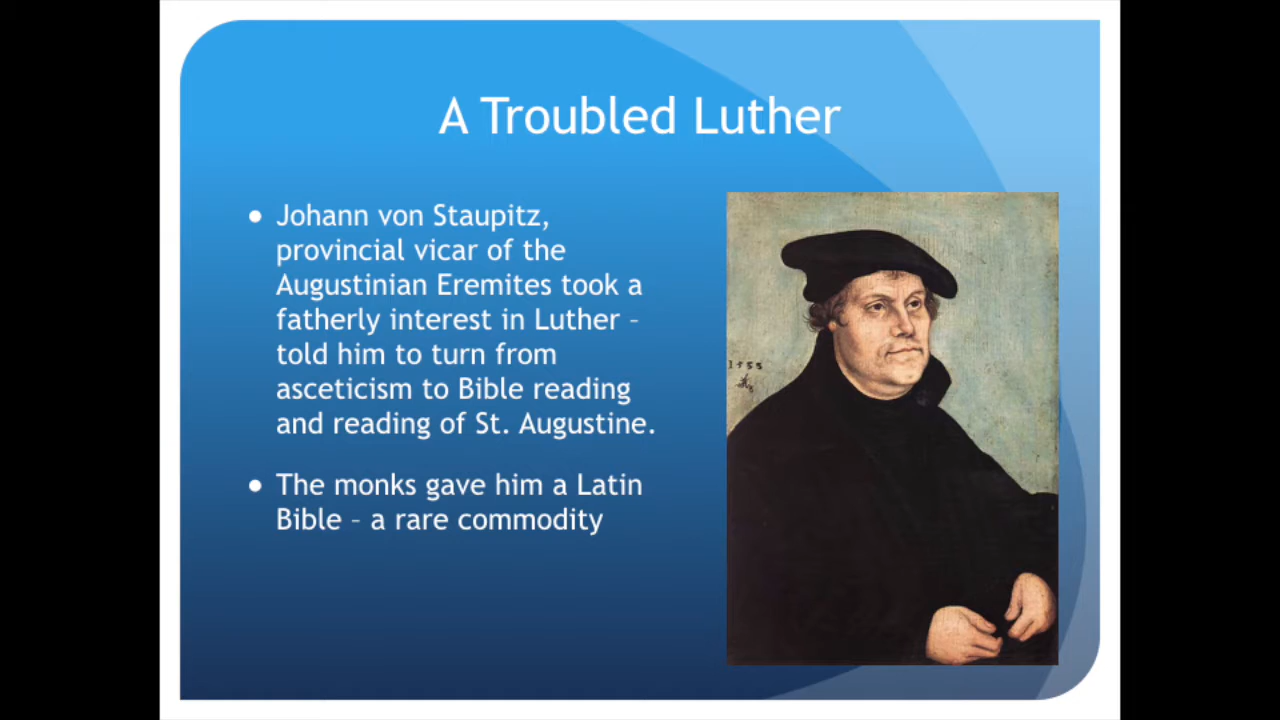 A Troubled Luther
● Johann von Staupitz,
provincial vicar of the
Augustinian Eremites took a
fatherly interest in Luther –
told him to turn from
asceticism to Bible reading
and reading of St. Augustine.
● The monks gave him a Latin
Bible – a rare commodity